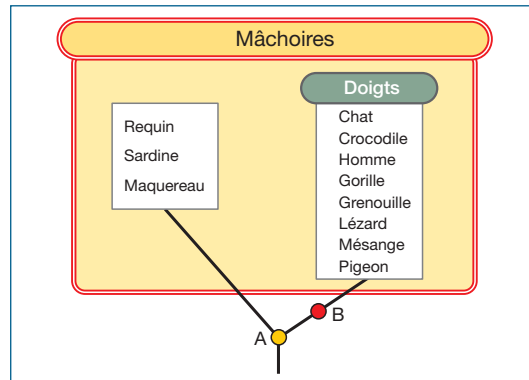 Mâchoires
Doigts
Requin
Sardine
Maquereau
Chat
Crocodile
Homme
Gorille
Grenouille
Lézard
Mésange
Pigeon
B
A